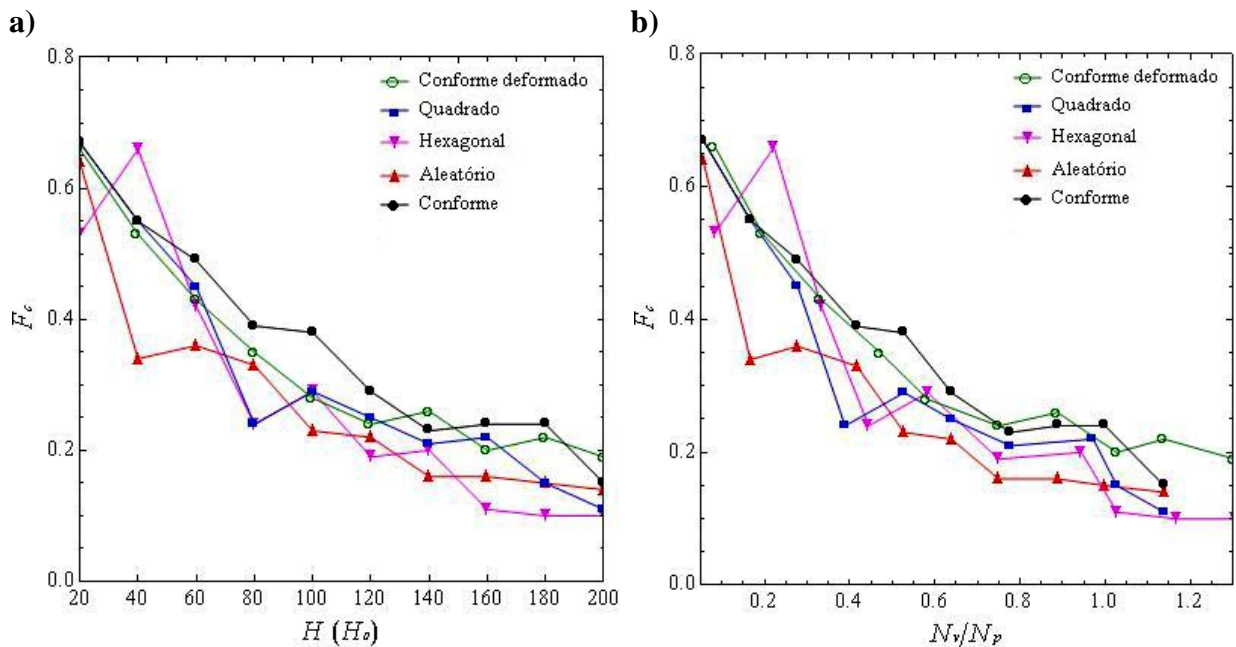 a)
0.8
0.6
0.4
0.2
0.0
F_c
Conforme deformado
Quadrado
Hexagonal
Aleatório
Conforme
20 40 60 80 100 120 140 160 180 200
H (H_o)
b)
0.8
0.6
0.4
0.2
0.0
F_c
Conforme deformado
Quadrado
Hexagonal
Aleatório
Conforme
0.2 0.4 0.6 0.8 1.0 1.2
N_v/N_p